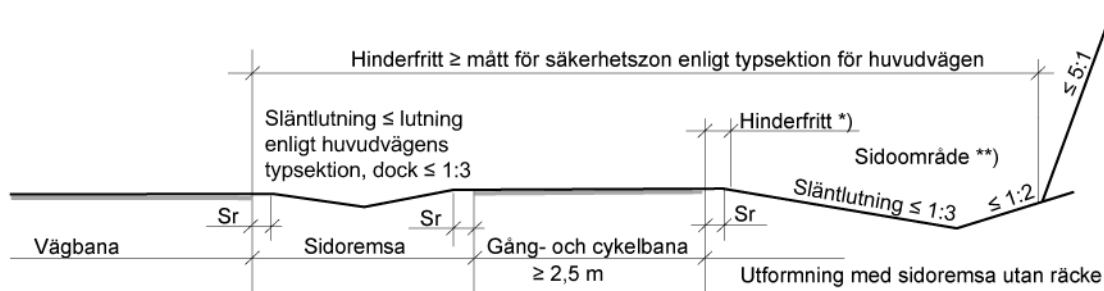 Hinderfritt ≥ mått för säkerhetszon enligt typsektion för huvudvägen
≤ 5:1
Släntlutning ≤ lutning
enligt huvudvägens
typsektion, dock ≤ 1:3
Hinderfritt *)
Sidoområde **)
Släntlutning ≤ 1:3
≤ 1:2
Sr
Sr
Sr
Vägbana
Sidoremsa
Gång- och cykelbana
≥ 2,5 m
Utformning med sidoremsa utan räcke